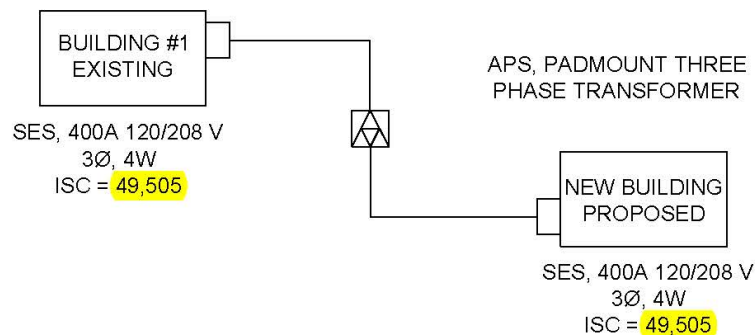 BUILDING #1
EXISTING
SES, 400A 120/208 V
3Ø, 4W
ISC = 49,505
APS, PADMOUNT THREE
PHASE TRANSFORMER
NEW BUILDING
PROPOSED
SES, 400A 120/208 V
3Ø, 4W
ISC = 49,505